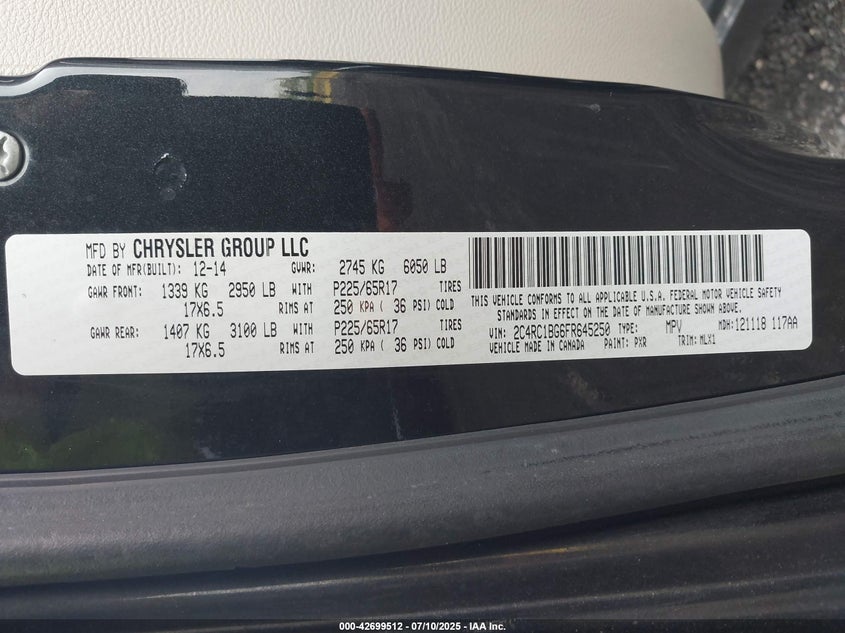 MFD BY CHRYSLER GROUP LLC
DATE OF MFR(BUILT): 12-14 GVWR: 2745 KG 6050 LB
GAWR FRONT: 1339 KG 2950 LB WITH P225/65R17 TIRES
17X6.5 RIMS AT 250 KPA ( 36 PSI) COLD
GAWR REAR: 1407 KG 3100 LB WITH P225/65R17 TIRES
17X6.5 RIMS AT 250 KPA ( 36 PSI) COLD
THIS VEHICLE CONFORMS TO ALL APPLICABLE U.S.A. FEDERAL MOTOR VEHICLE SAFETY
STANDARDS IN EFFECT ON THE DATE OF MANUFACTURE SHOWN ABOVE.
VIN: 2C4RC1BG6FR645250 TYPE: MPV MDH:121118 117AA
VEHICLE MADE IN CANADA PAINT: PXR TRIM: MLX1
000-42699512 - 07/10/2025 - IAA Inc.